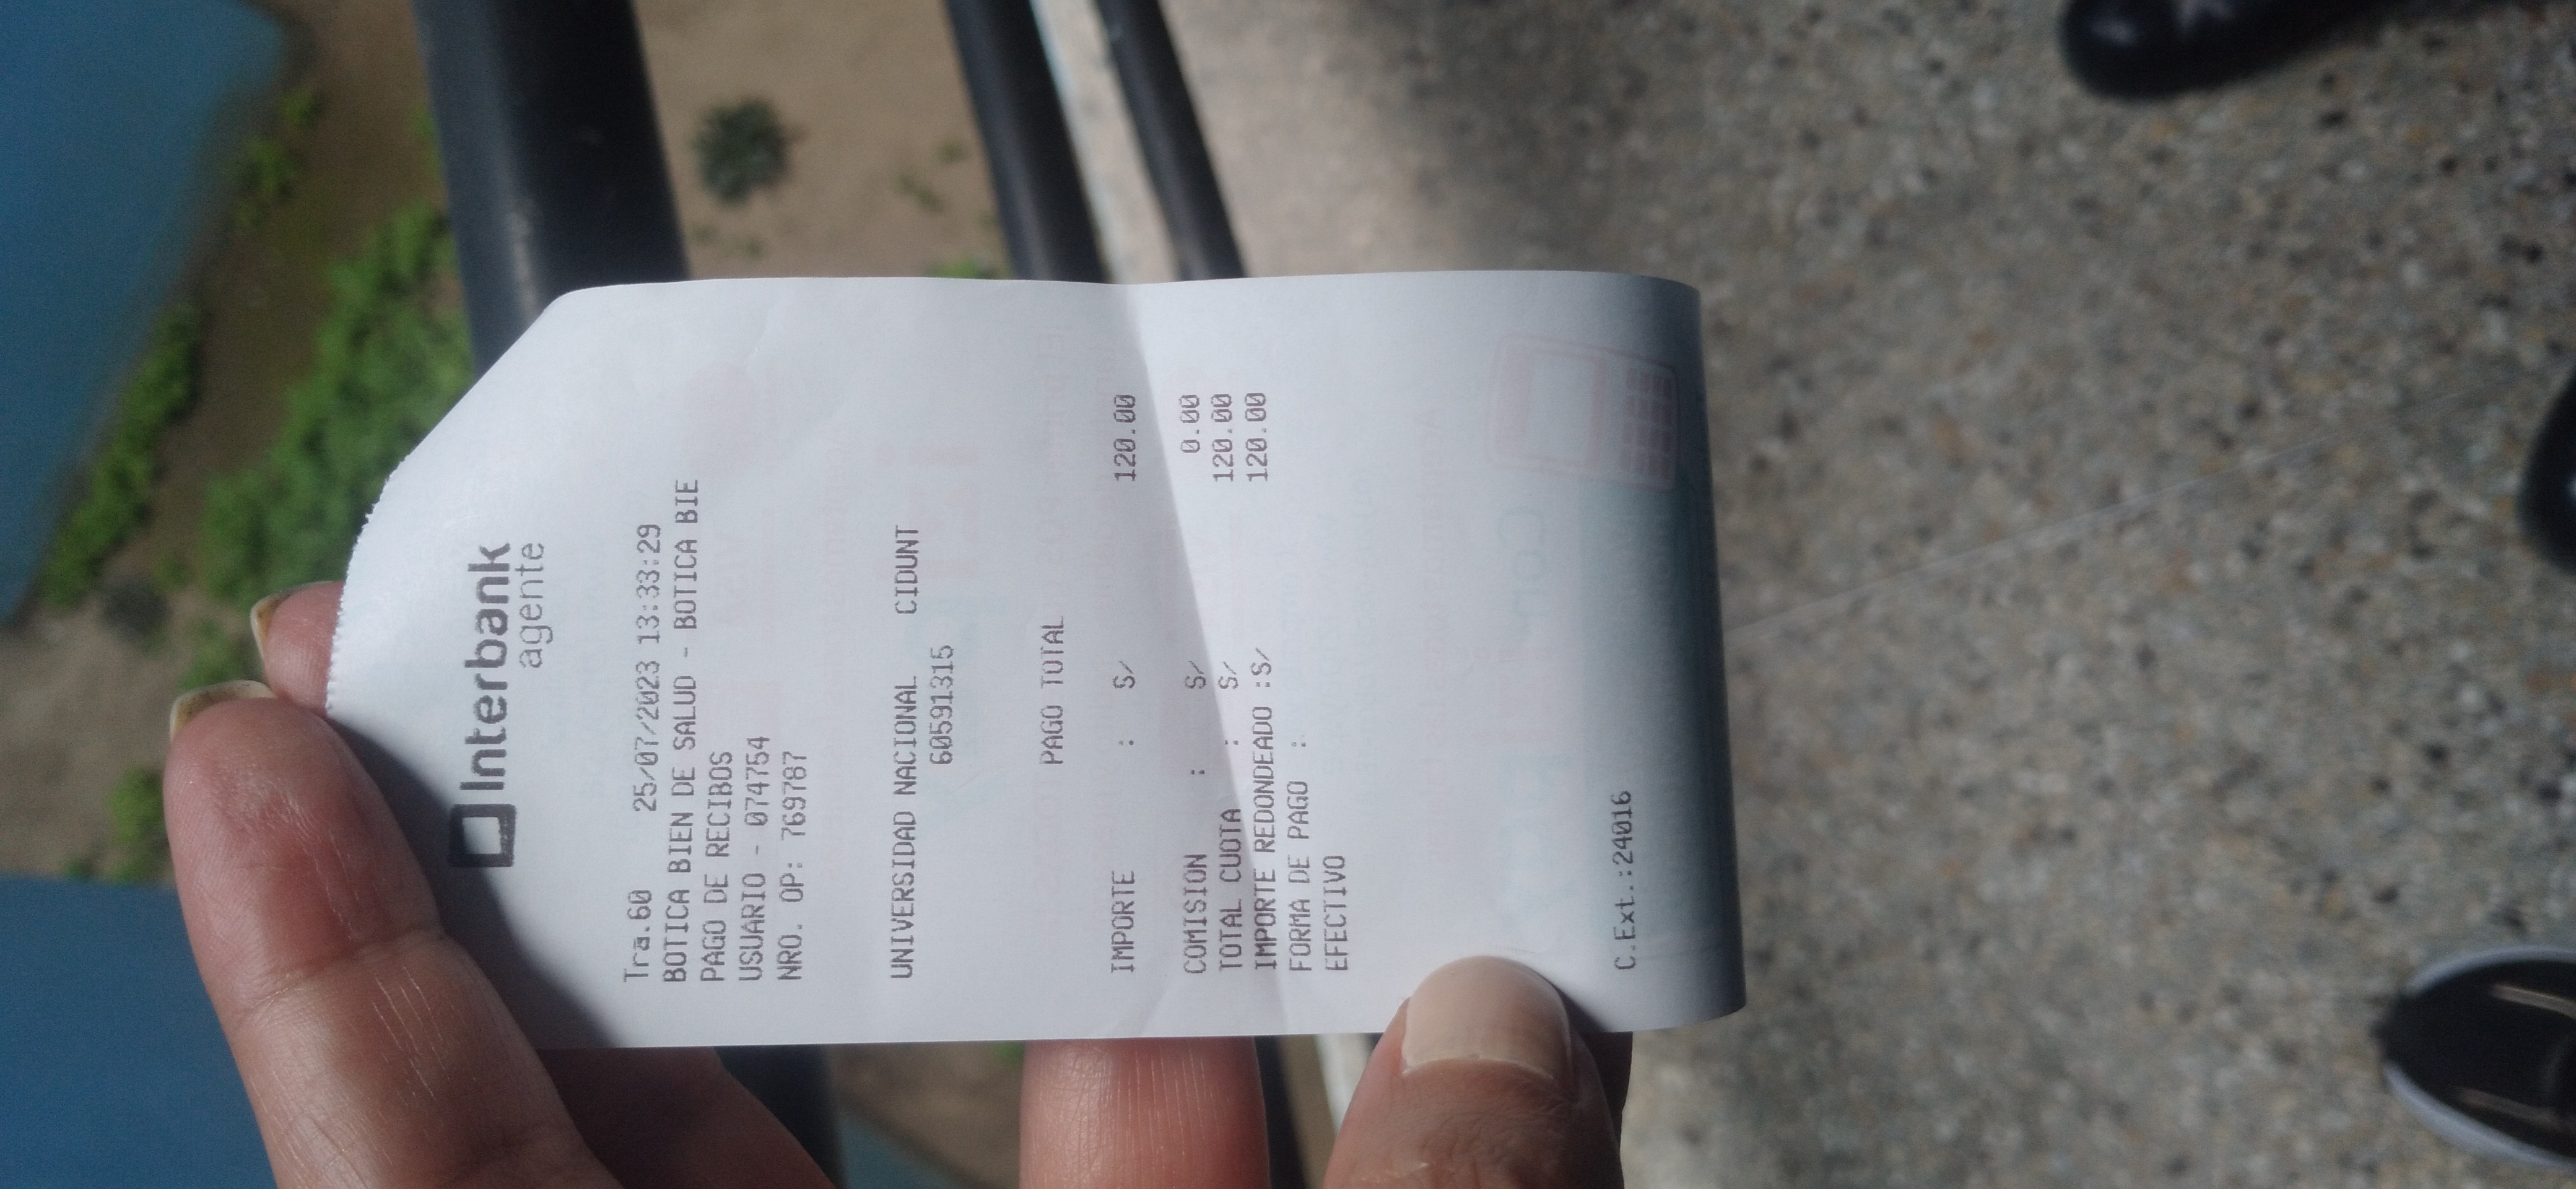 Interbank
agente
Tra.60 25/07/2023 13:33:29
BOTICA BIEN DE SALUD - BOTICA BIE
PAGO DE RECIBOS
USUARIO - 074754
NRO. OP: 769787
UNIVERSIDAD NACIONAL CIDUNT
605913​15
PAGO TOTAL
IMPORTE : S/ 120.00
COMISION : S/ 0.00
TOTAL CUOTA : S/ 120.00
IMPORTE REDONDEADO :S/ 120.00
FORMA DE PAGO :
EFECTIVO
C.Ext.:24016